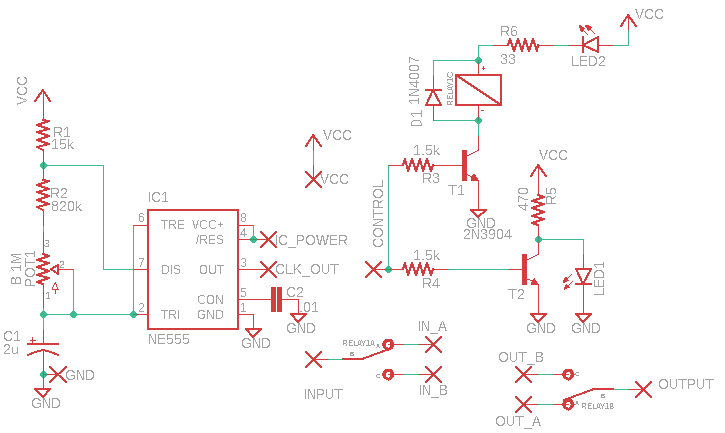 VCC
R1
15k
R2
820k
3
B 1M
POT1
2
1
C1
+
2u
GND
GND
IC1
6
TRE
VCC+
8
/RES
4
IC_POWER
7
DIS
OUT
3
CLK_OUT
CON
5
C2
.01
2
TRI
GND
1
NE555
GND
GND
VCC
VCC
VCC
R6
33
LED2
D1 1N4007
RELAY1C
+
-
1.5k
R3
T1
GND
2N3904
CONTROL
1.5k
R4
T2
VCC
470
R5
LED1
GND
GND
INPUT
RELAY1A
A
B
C
IN_A
IN_B
OUT_B
OUT_A
C
A
B
RELAY1B
OUTPUT